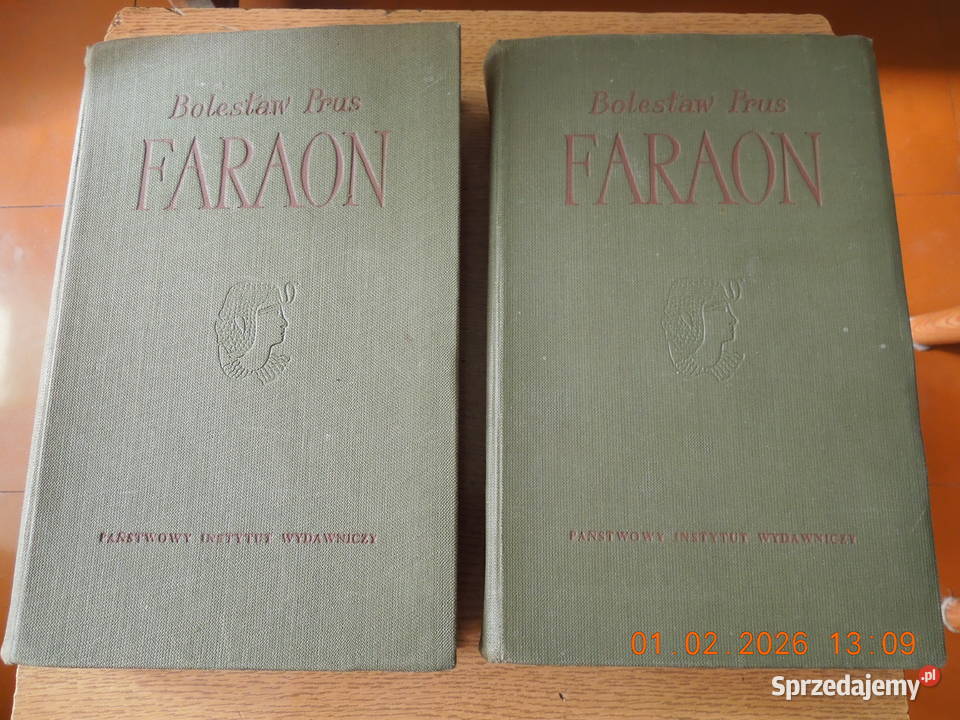 Bolesław Prus
FARAON
PAŃSTWOWY INSTYTUT WYDAWNICZY
Bolesław Prus
FARAON
PAŃSTWOWY INSTYTUT WYDAWNICZY
01.02.2026 13:09
Sprzedajemy.pl